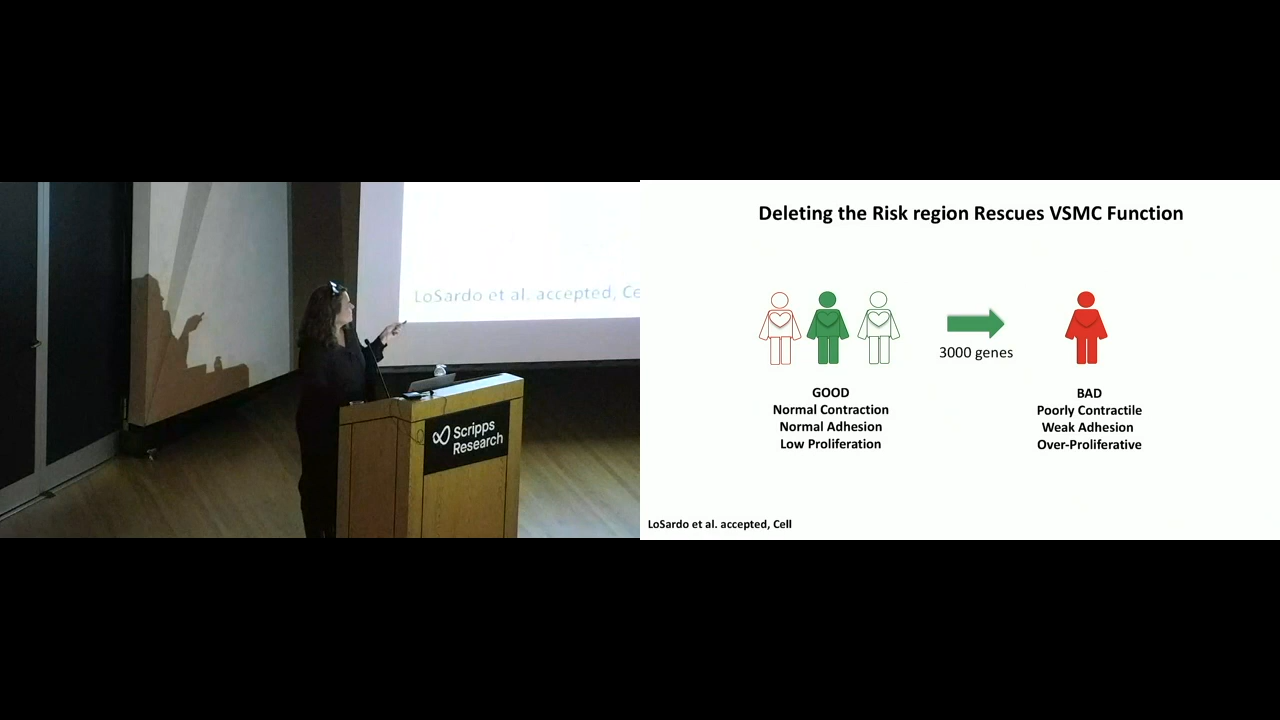 LoSardo et al. accepted, Ce
Scripps
Research
Deleting the Risk region Rescues VSMC Function
3000 genes
GOOD
Normal Contraction
Normal Adhesion
Low Proliferation
BAD
Poorly Contractile
Weak Adhesion
Over-Proliferative
LoSardo et al. accepted, Cell